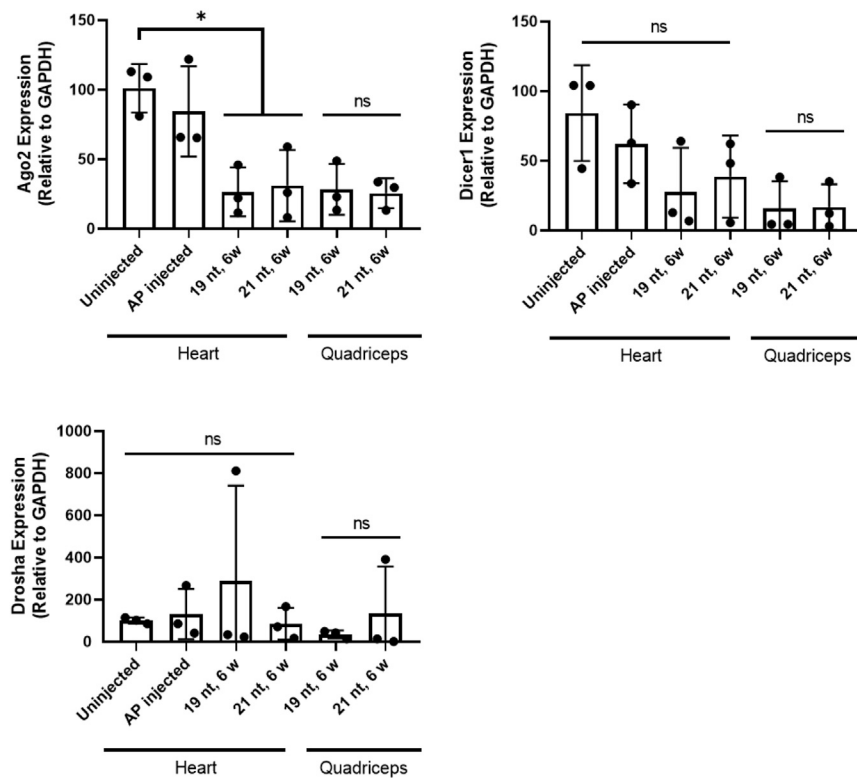 Ago2 Expression
(Relative to GAPDH)
150
100
50
0
*
ns
Uninjected
AP injected
19 nt, 6w
21 nt, 6w
19 nt, 6w
21 nt, 6w
Heart
Quadriceps
Dicer1 Expression
(Relative to GAPDH)
150
100
50
0
ns
ns
Uninjected
AP injected
19 nt, 6w
21 nt, 6w
19 nt, 6w
21 nt, 6w
Heart
Quadriceps
Drosha Expression
(Relative to GAPDH)
1000
800
600
400
200
0
ns
ns
Uninjected
AP injected
19 nt, 6 w
21 nt, 6 w
19 nt, 6 w
21 nt, 6 w
Heart
Quadriceps